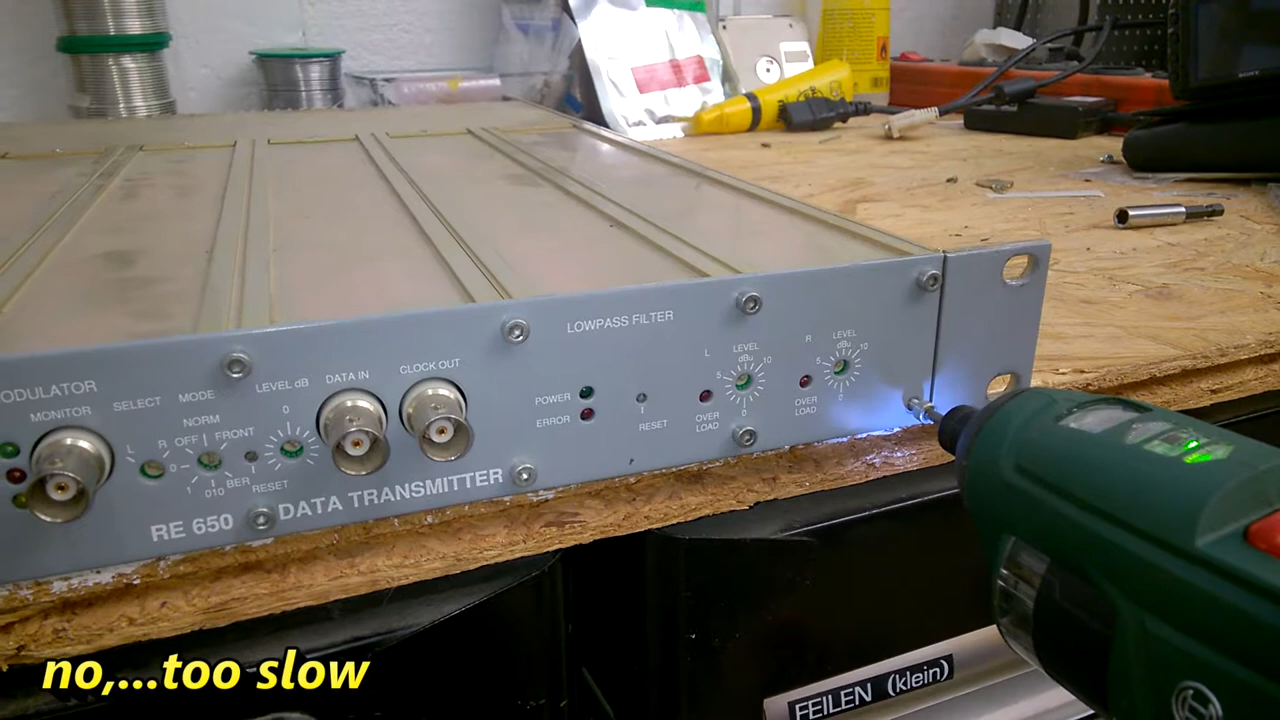 SONY
LOWPASS FILTER
LEVEL
dBu
5
10
0
L
OVER
LOAD
R
LEVEL
dBu
5
10
0
OVER
LOAD
POWER
ERROR
RESET
CLOCK OUT
DATA IN
LEVEL dB
0
ODULATOR
MONITOR
SELECT
L
R
MODE
NORM
OFF
FRONT
0
1
010
BER
RESET
RE 650
DATA TRANSMITTER
FEILEN (klein)
no,...too slow